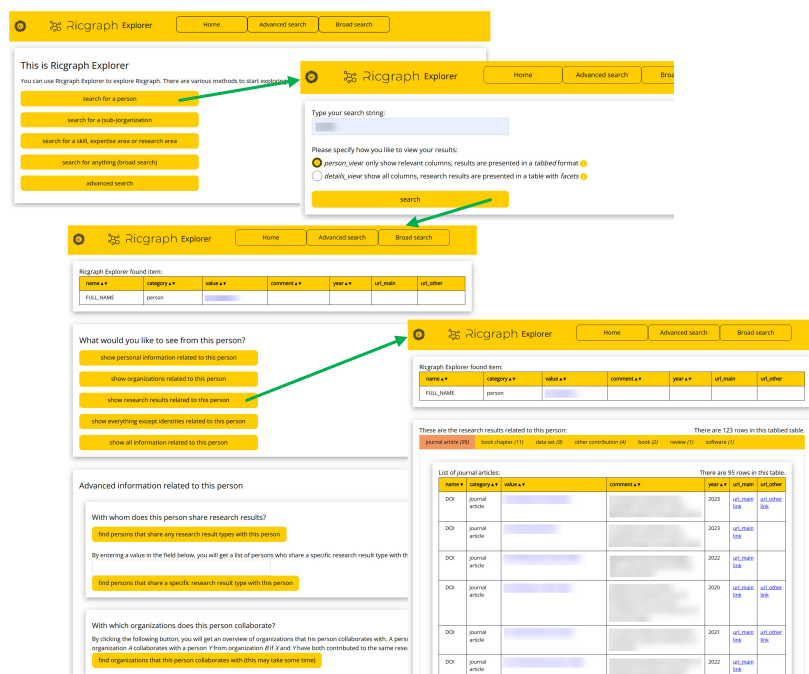 Ricgraph Explorer
Home
Advanced search
Broad search
This is Ricgraph Explorer
You can use Ricgraph Explorer to explore Ricgraph. There are various methods to start exploring
search for a person
search for a (sub-)organization
search for a skill, expertise area or research area
search for anything (broad search)
advanced search
Ricgraph Explorer
Home
Advanced search
Broa
Type your search string:
Please specify how you like to view your results:
person_view: only show relevant columns, results are presented in a tabbed format
details_view: show all columns, research results are presented in a table with facets
search
Ricgraph Explorer
Home
Advanced search
Broad search
Ricgraph Explorer found item:
name▲▼ category▲▼ value▲▼ comment▲▼ year▲▼ url_main url_other
FULL_NAME person
What would you like to see from this person?
show personal information related to this person
show organizations related to this person
show research results related to this person
show everything except identities related to this person
show all information related to this person
Advanced information related to this person
With whom does this person share research results?
find persons that share any research result types with this person
By entering a value in the field below, you will get a list of persons who share a specific research result type with th
find persons that share a specific research result type with this person
With which organizations does this person collaborate?
By clicking the following button, you will get an overview of organizations that his person collaborates with. A perso
organization A collaborates with a person Y from organization B if X and Y have both contributed to the same resea
find organizations that this person collaborates with (this may take some time)
Ricgraph Explorer
Home
Advanced search
Broad search
Ricgraph Explorer found item:
name▲▼ category▲▼ value▲▼ comment▲▼ year▲▼ url_main url_other
FULL_NAME person
These are the research results related to this person: There are 123 rows in this tabbed table.
journal article (95) book chapter (11) data set (9) other contribution (4) book (2) review (1) software (1)
List of journal articles: There are 95 rows in this table.
name▼ category▲▼ value▲▼ comment▲▼ year▲▼ url_main url_other
DOI journal 2023 url_main url_other
article link link
DOI journal 2023 url_main
article link
DOI journal 2022 url_main
article link
DOI journal 2020 url_main url_other
article link link
DOI journal 2021 url_main url_other
article link link
DOI journal 2022 url_main
article link